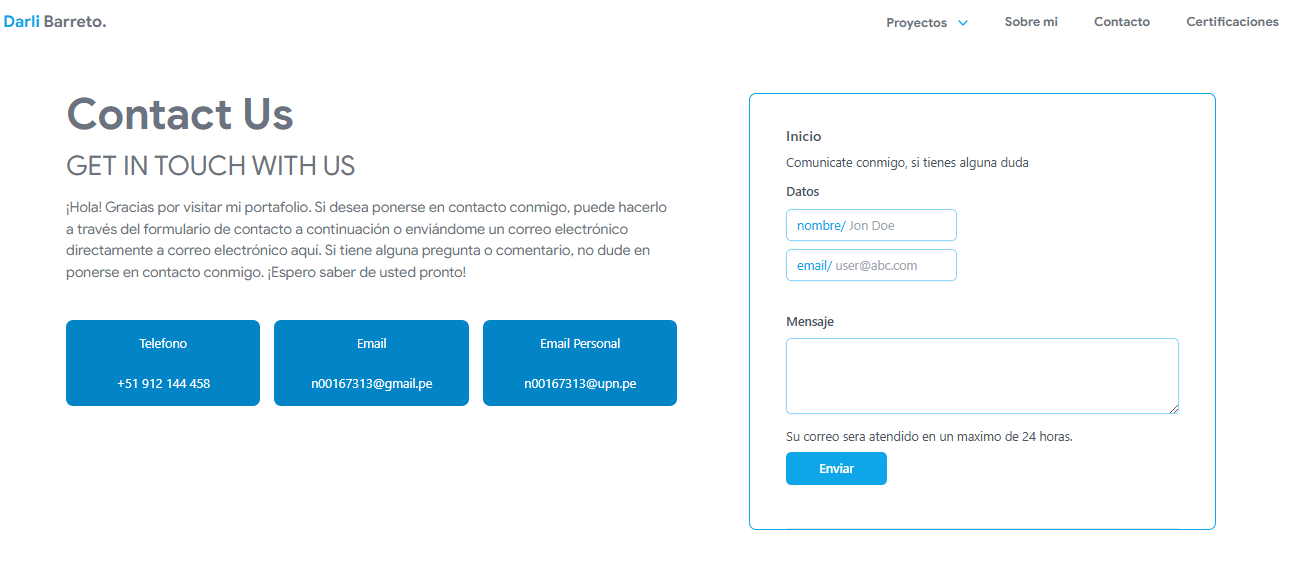 Darli Barreto.
Proyectos
Sobre mi
Contacto
Certificaciones
Contact Us
GET IN TOUCH WITH US
¡Hola! Gracias por visitar mi portafolio. Si desea ponerse en contacto conmigo, puede hacerlo
a través del formulario de contacto a continuación o enviándome un correo electrónico
directamente a correo electrónico aquí. Si tiene alguna pregunta o comentario, no dude en
ponerse en contacto conmigo. ¡Espero saber de usted pronto!
Telefono
+51 912 144 458
Email
n00167313@gmail.pe
Email Personal
n00167313@upn.pe
Inicio
Comunicate conmigo, si tienes alguna duda
Datos
nombre/ Jon Doe
email/ user@abc.com
Mensaje
Su correo sera atendido en un maximo de 24 horas.
Enviar